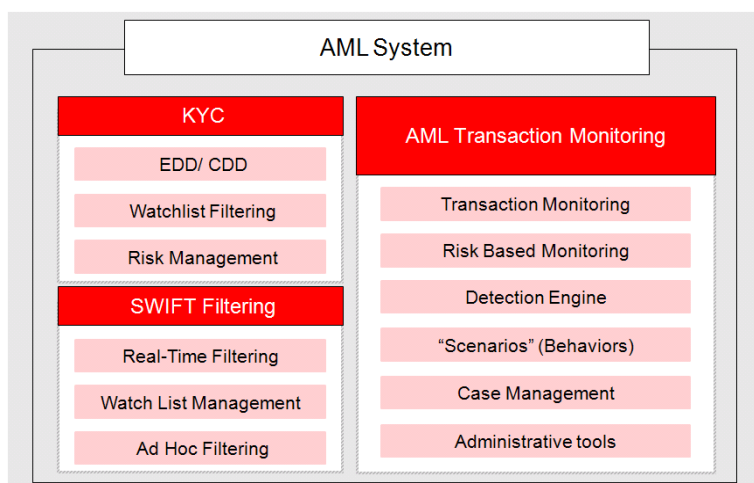 AML System
KYC
EDD/ CDD
Watchlist Filtering
Risk Management
SWIFT Filtering
Real-Time Filtering
Watch List Management
Ad Hoc Filtering
AML Transaction Monitoring
Transaction Monitoring
Risk Based Monitoring
Detection Engine
“Scenarios” (Behaviors)
Case Management
Administrative tools